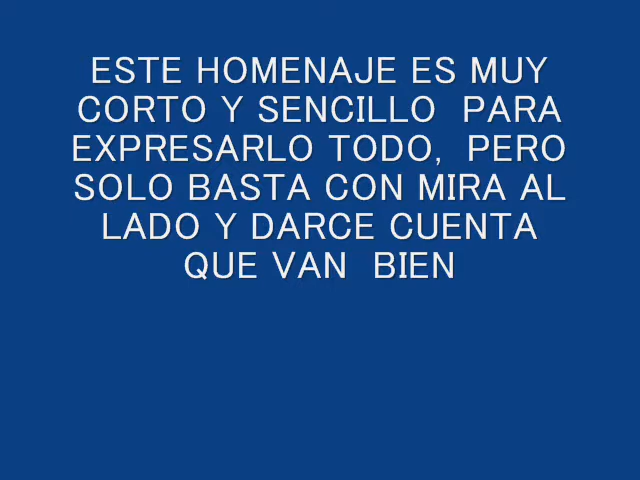 ESTE HOMENAJE ES MUY
CORTO Y SENCILLO PARA
EXPRESARLO TODO, PERO
SOLO BASTA CON MIRA AL
LADO Y DARCE CUENTA
QUE VAN BIEN